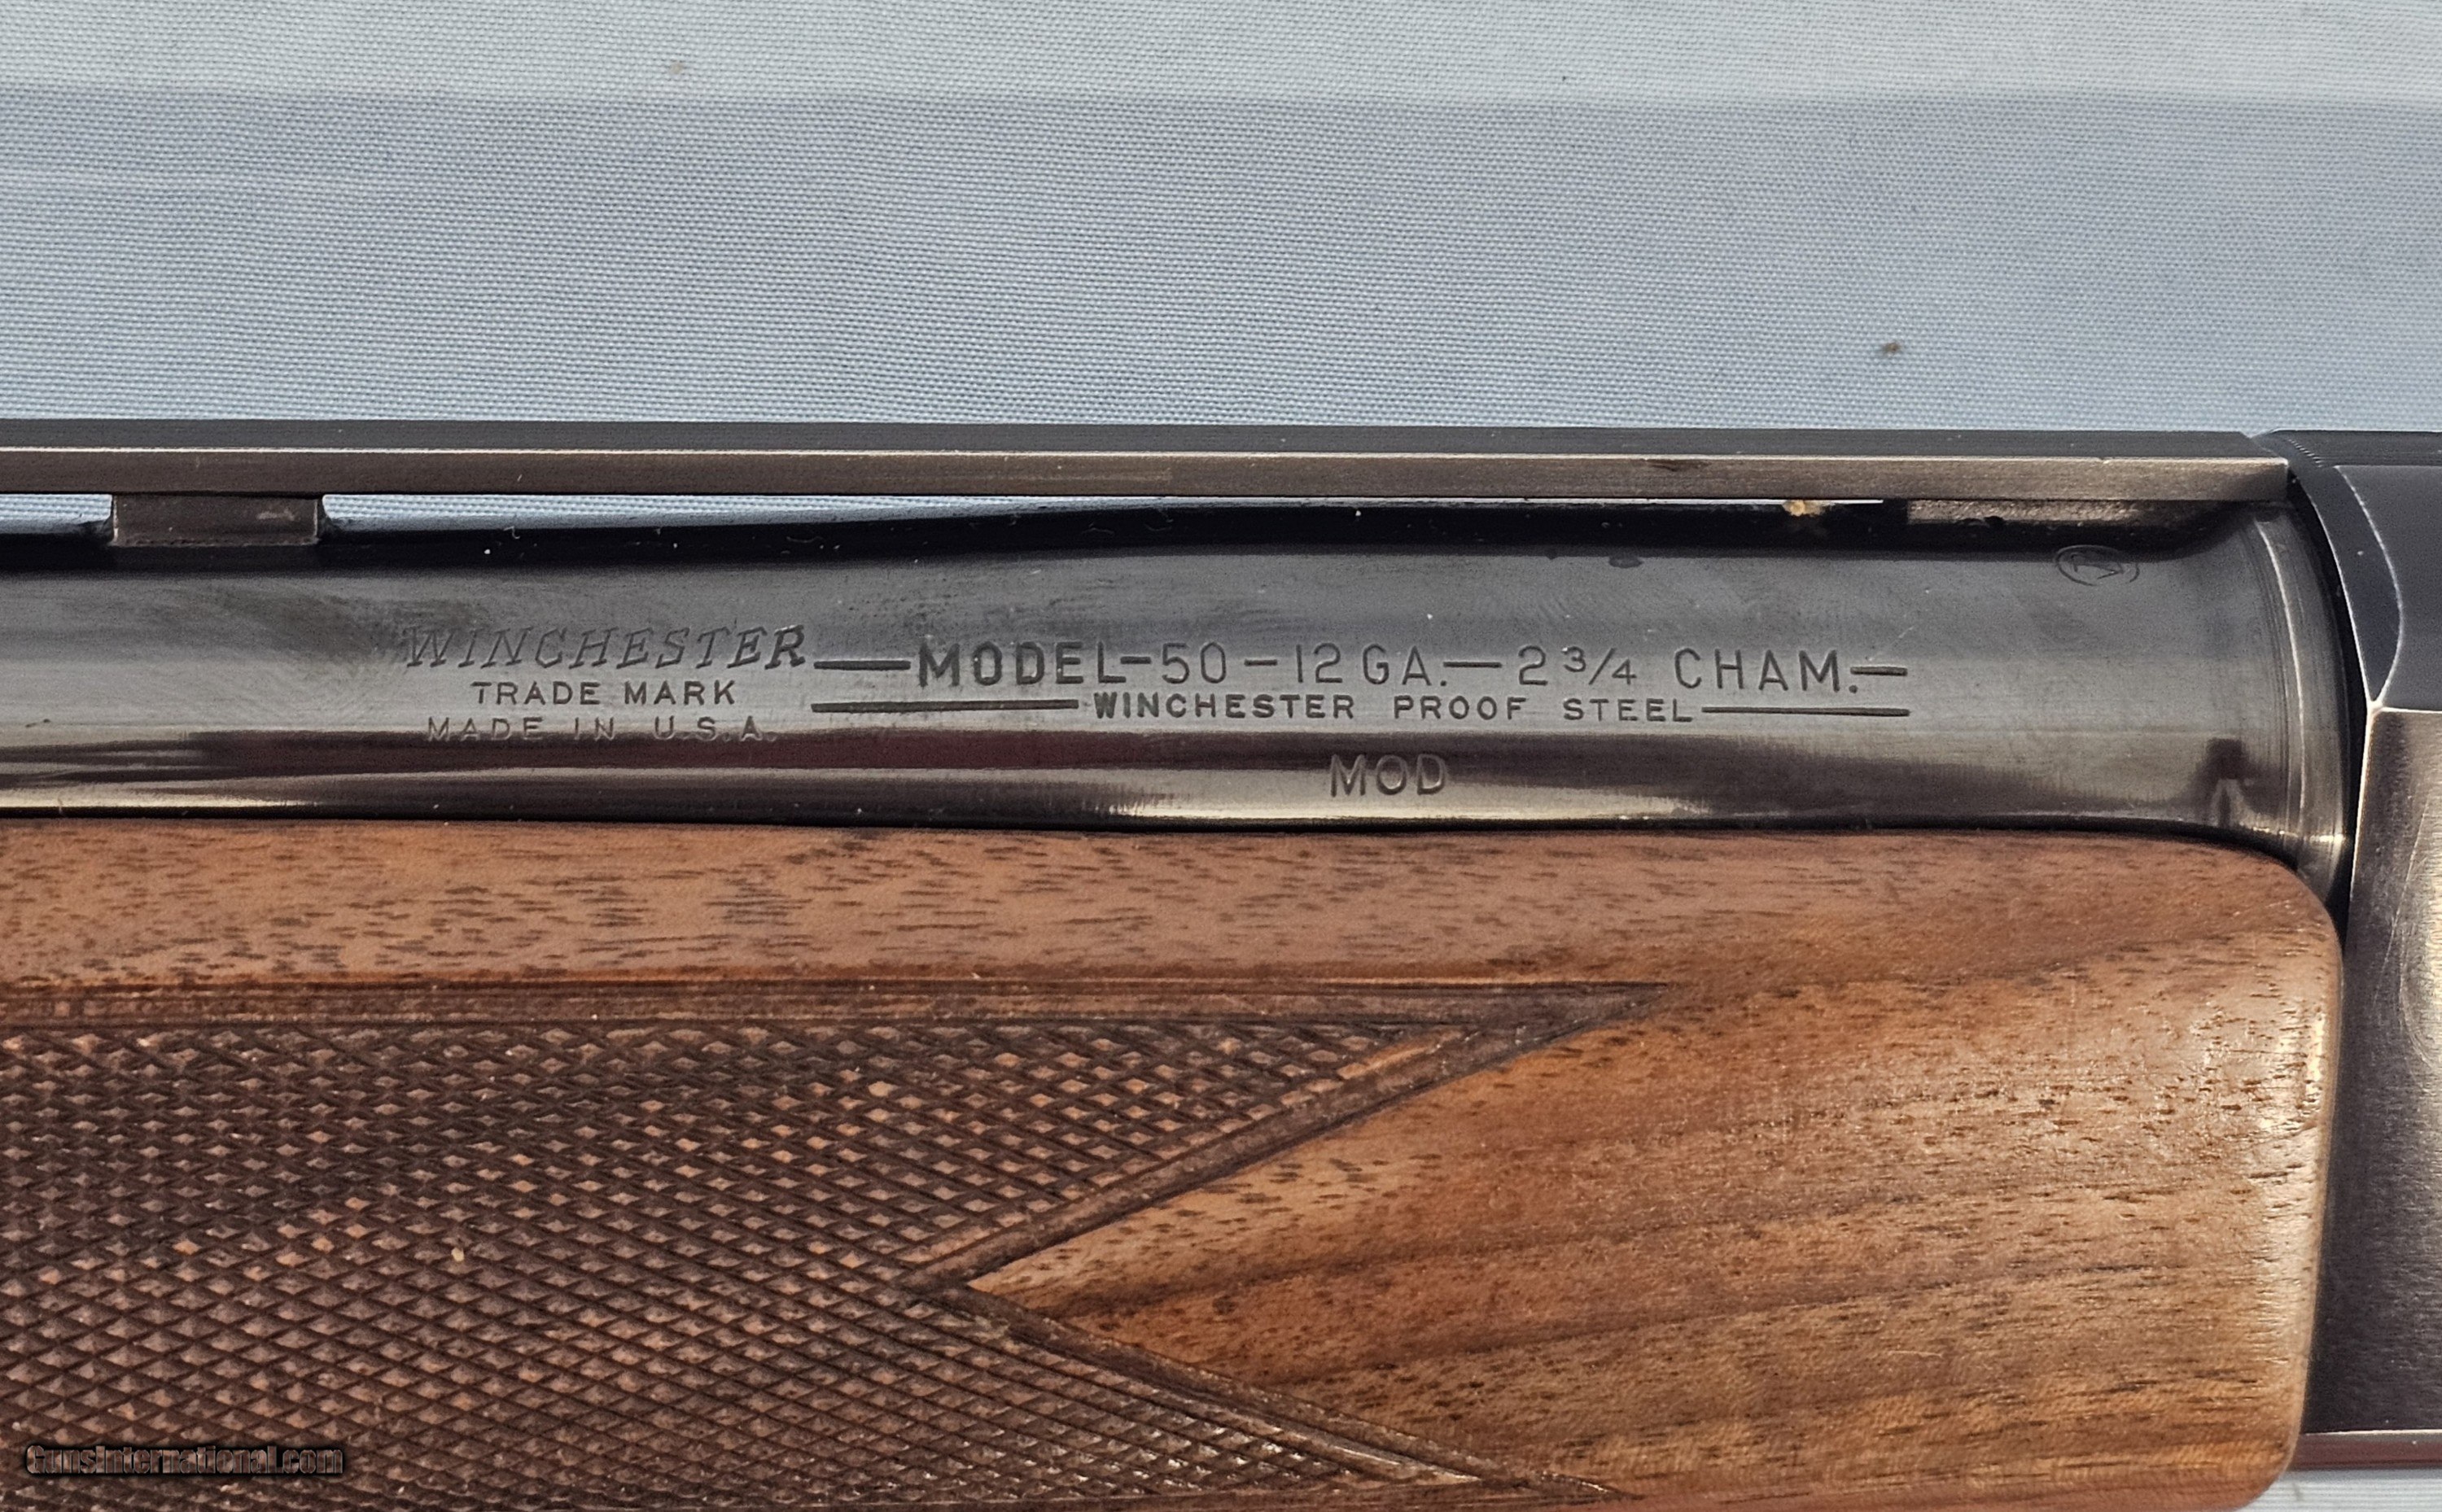 WINCHESTER—MODEL-50-12GA.—2 3/4 CHAM.—
TRADE MARK
—WINCHESTER PROOF STEEL—
MADE IN U.S.A.
MOD
GunsInternational.com